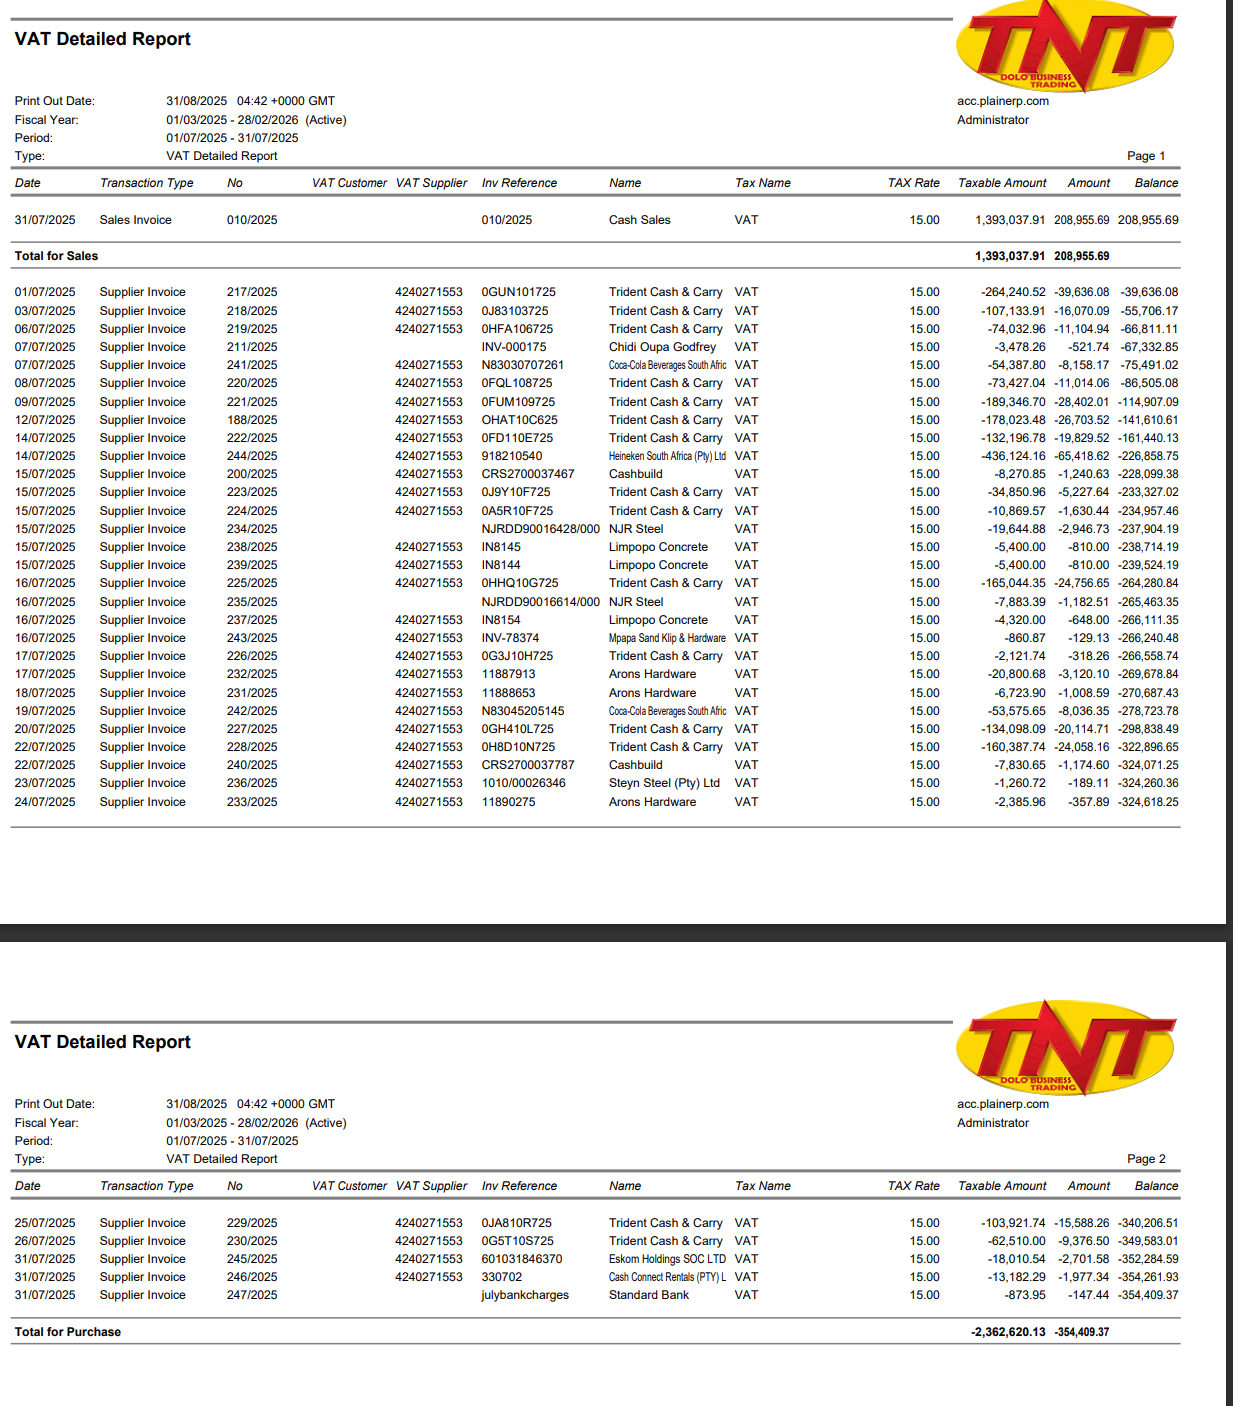 TNT
DOLO BUSINESS
TRADING
VAT Detailed Report
Print Out Date: 31/08/2025 04:42 +0000 GMT acc.plainerp.com
Fiscal Year: 01/03/2025 - 28/02/2026 (Active) Administrator
Period: 01/07/2025 - 31/07/2025
Type: VAT Detailed Report Page 1
Date Transaction Type No VAT Customer VAT Supplier Inv Reference Name Tax Name TAX Rate Taxable Amount Amount Balance
31/07/2025 Sales Invoice 010/2025 010/2025 Cash Sales VAT 15.00 1,393,037.91 208,955.69 208,955.69
Total for Sales 1,393,037.91 208,955.69
01/07/2025 Supplier Invoice 217/2025 4240271553 0GUN101725 Trident Cash & Carry VAT 15.00 -264,240.52 -39,636.08 -39,636.08
03/07/2025 Supplier Invoice 218/2025 4240271553 0J83103725 Trident Cash & Carry VAT 15.00 -107,133.91 -16,070.09 -55,706.17
06/07/2025 Supplier Invoice 219/2025 4240271553 0HFA106725 Trident Cash & Carry VAT 15.00 -74,032.96 -11,104.94 -66,811.11
07/07/2025 Supplier Invoice 211/2025 INV-000175 Chidi Oupa Godfrey VAT 15.00 -3,478.26 -521.74 -67,332.85
07/07/2025 Supplier Invoice 241/2025 4240271553 N83030707261 Coca-Cola Beverages South Afric VAT 15.00 -54,387.80 -8,158.17 -75,491.02
08/07/2025 Supplier Invoice 220/2025 4240271553 0FQL108725 Trident Cash & Carry VAT 15.00 -73,427.04 -11,014.06 -86,505.08
09/07/2025 Supplier Invoice 221/2025 4240271553 0FUM109725 Trident Cash & Carry VAT 15.00 -189,346.70 -28,402.01 -114,907.09
12/07/2025 Supplier Invoice 188/2025 4240271553 OHAT10C625 Trident Cash & Carry VAT 15.00 -178,023.48 -26,703.52 -141,610.61
14/07/2025 Supplier Invoice 222/2025 4240271553 0FD110E725 Trident Cash & Carry VAT 15.00 -132,196.78 -19,829.52 -161,440.13
14/07/2025 Supplier Invoice 244/2025 4240271553 918210540 Heineken South Africa (Pty) Ltd VAT 15.00 -436,124.16 -65,418.62 -226,858.75
15/07/2025 Supplier Invoice 200/2025 4240271553 CRS2700037467 Cashbuild VAT 15.00 -8,270.85 -1,240.63 -228,099.38
15/07/2025 Supplier Invoice 223/2025 4240271553 0J9Y10F725 Trident Cash & Carry VAT 15.00 -34,850.96 -5,227.64 -233,327.02
15/07/2025 Supplier Invoice 224/2025 4240271553 0A5R10F725 Trident Cash & Carry VAT 15.00 -10,869.57 -1,630.44 -234,957.46
15/07/2025 Supplier Invoice 234/2025 NJRDD90016428/000 NJR Steel VAT 15.00 -19,644.88 -2,946.73 -237,904.19
15/07/2025 Supplier Invoice 238/2025 4240271553 IN8145 Limpopo Concrete VAT 15.00 -5,400.00 -810.00 -238,714.19
15/07/2025 Supplier Invoice 239/2025 4240271553 IN8144 Limpopo Concrete VAT 15.00 -5,400.00 -810.00 -239,524.19
16/07/2025 Supplier Invoice 225/2025 4240271553 0HHQ10G725 Trident Cash & Carry VAT 15.00 -165,044.35 -24,756.65 -264,280.84
16/07/2025 Supplier Invoice 235/2025 NJRDD90016614/000 NJR Steel VAT 15.00 -7,883.39 -1,182.51 -265,463.35
16/07/2025 Supplier Invoice 237/2025 4240271553 IN8154 Limpopo Concrete VAT 15.00 -4,320.00 -648.00 -266,111.35
16/07/2025 Supplier Invoice 243/2025 4240271553 INV-78374 Mpapa Sand Klip & Hardware VAT 15.00 -860.87 -129.13 -266,240.48
17/07/2025 Supplier Invoice 226/2025 4240271553 0G3J10H725 Trident Cash & Carry VAT 15.00 -2,121.74 -318.26 -266,558.74
17/07/2025 Supplier Invoice 232/2025 4240271553 11887913 Arons Hardware VAT 15.00 -20,800.68 -3,120.10 -269,678.84
18/07/2025 Supplier Invoice 231/2025 4240271553 11888653 Arons Hardware VAT 15.00 -6,723.90 -1,008.59 -270,687.43
19/07/2025 Supplier Invoice 242/2025 4240271553 N83045205145 Coca-Cola Beverages South Afric VAT 15.00 -53,575.65 -8,036.35 -278,723.78
20/07/2025 Supplier Invoice 227/2025 4240271553 0GH410L725 Trident Cash & Carry VAT 15.00 -134,098.09 -20,114.71 -298,838.49
22/07/2025 Supplier Invoice 228/2025 4240271553 0H8D10N725 Trident Cash & Carry VAT 15.00 -160,387.74 -24,058.16 -322,896.65
22/07/2025 Supplier Invoice 240/2025 4240271553 CRS2700037787 Cashbuild VAT 15.00 -7,830.65 -1,174.60 -324,071.25
23/07/2025 Supplier Invoice 236/2025 4240271553 1010/00026346 Steyn Steel (Pty) Ltd VAT 15.00 -1,260.72 -189.11 -324,260.36
24/07/2025 Supplier Invoice 233/2025 4240271553 11890275 Arons Hardware VAT 15.00 -2,385.96 -357.89 -324,618.25
TNT
DOLO BUSINESS
TRADING
VAT Detailed Report
Print Out Date: 31/08/2025 04:42 +0000 GMT acc.plainerp.com
Fiscal Year: 01/03/2025 - 28/02/2026 (Active) Administrator
Period: 01/07/2025 - 31/07/2025
Type: VAT Detailed Report Page 2
Date Transaction Type No VAT Customer VAT Supplier Inv Reference Name Tax Name TAX Rate Taxable Amount Amount Balance
25/07/2025 Supplier Invoice 229/2025 4240271553 0JA810R725 Trident Cash & Carry VAT 15.00 -103,921.74 -15,588.26 -340,206.51
26/07/2025 Supplier Invoice 230/2025 4240271553 0G5T10S725 Trident Cash & Carry VAT 15.00 -62,510.00 -9,376.50 -349,583.01
31/07/2025 Supplier Invoice 245/2025 4240271553 601031846370 Eskom Holdings SOC LTD VAT 15.00 -18,010.54 -2,701.58 -352,284.59
31/07/2025 Supplier Invoice 246/2025 4240271553 330702 Cash Connect Rentals (PTY) L VAT 15.00 -13,182.29 -1,977.34 -354,261.93
31/07/2025 Supplier Invoice 247/2025 julybankcharges Standard Bank VAT 15.00 -873.95 -147.44 -354,409.37
Total for Purchase -2,362,620.13 -354,409.37